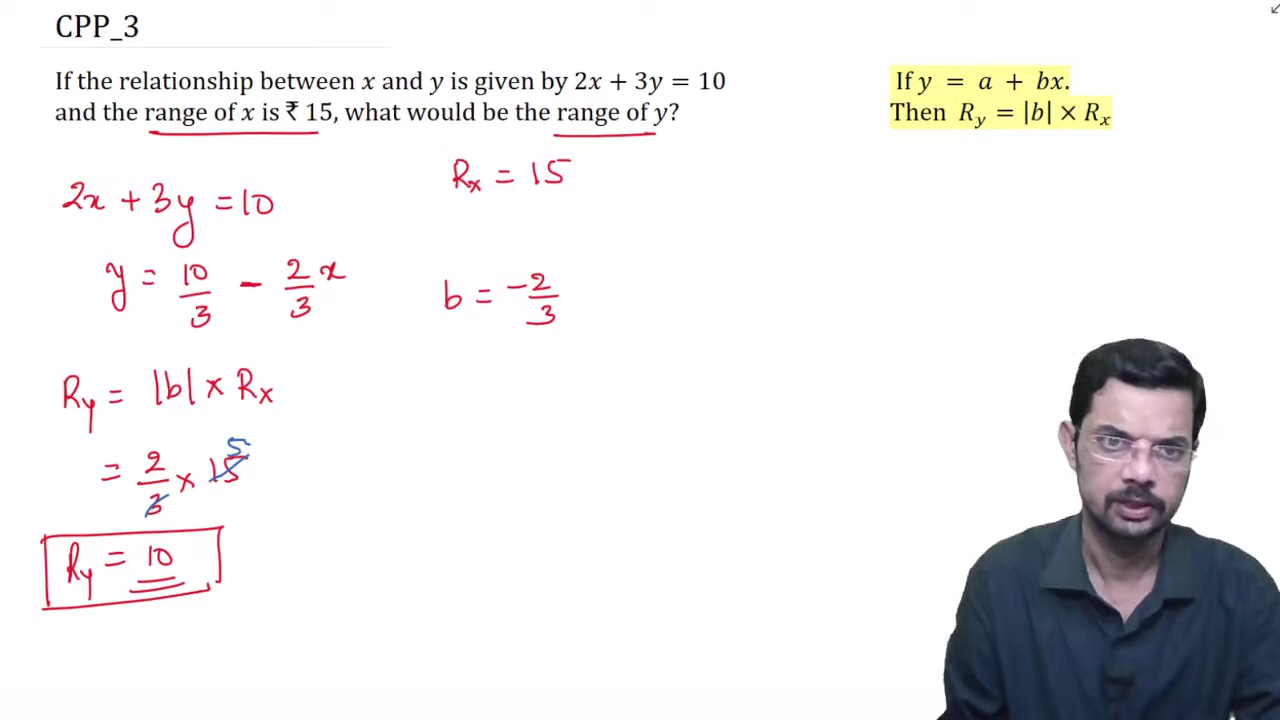 CPP_3
If the relationship between x and y is given by 2x + 3y = 10
and the range of x is ₹ 15, what would be the range of y?
If y = a + bx.
Then R_y = |b| × R_x
R_x = 15
2x + 3y = 10
y = 10/3 - 2/3 x
b = -2/3
R_y = |b| × R_x
= 2/3 × 15 5
R_y = 10